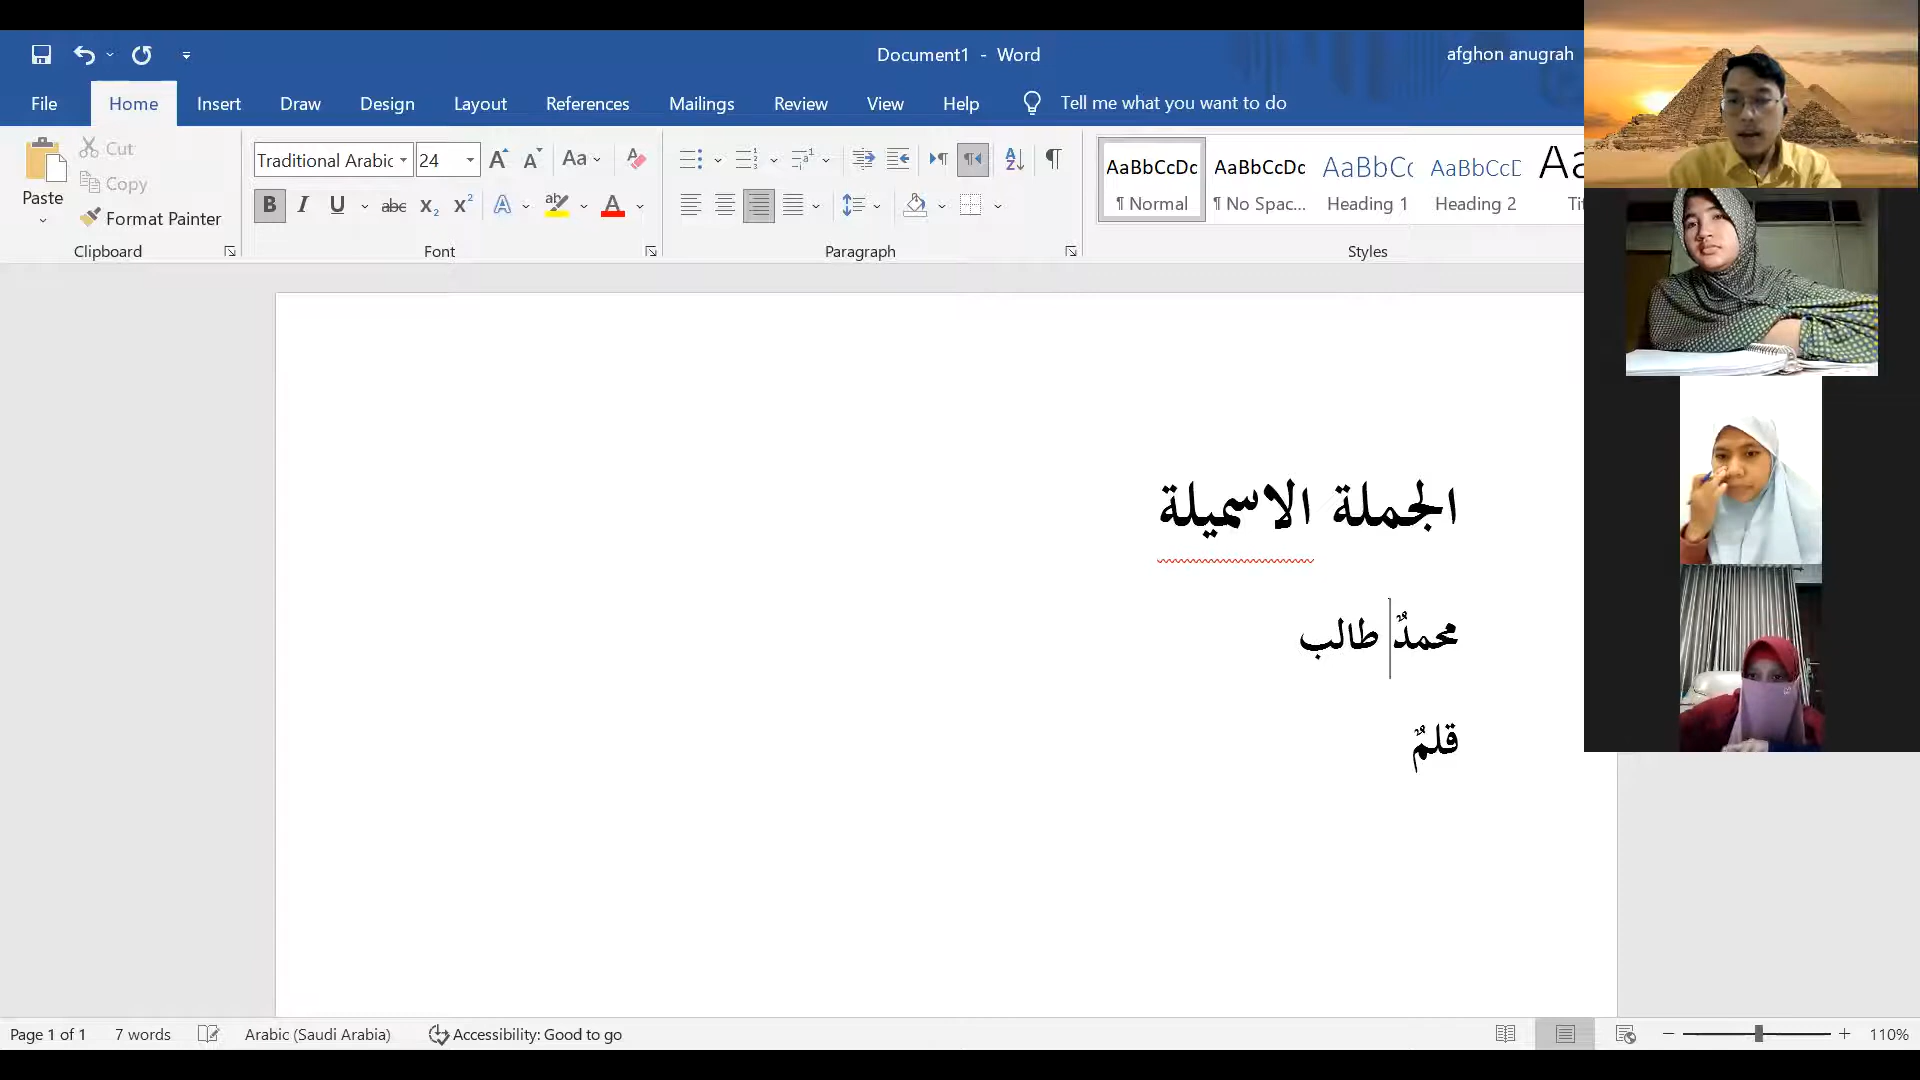 Document1 - Word
afghon anugrah
File Home Insert Draw Design Layout References Mailings Review View Help Tell me what you want to do
Paste
Cut
Copy
Format Painter
Clipboard
Traditional Arabic 24
Font
Paragraph
AaBbCcDc AaBbCcDc AaBbCc AaBbCcD Aa
¶ Normal ¶ No Spac... Heading 1 Heading 2
Styles
الجملة الاسميلة
محمدٌ طالب
قلمٌ
Page 1 of 1 7 words Arabic (Saudi Arabia) Accessibility: Good to go 110%